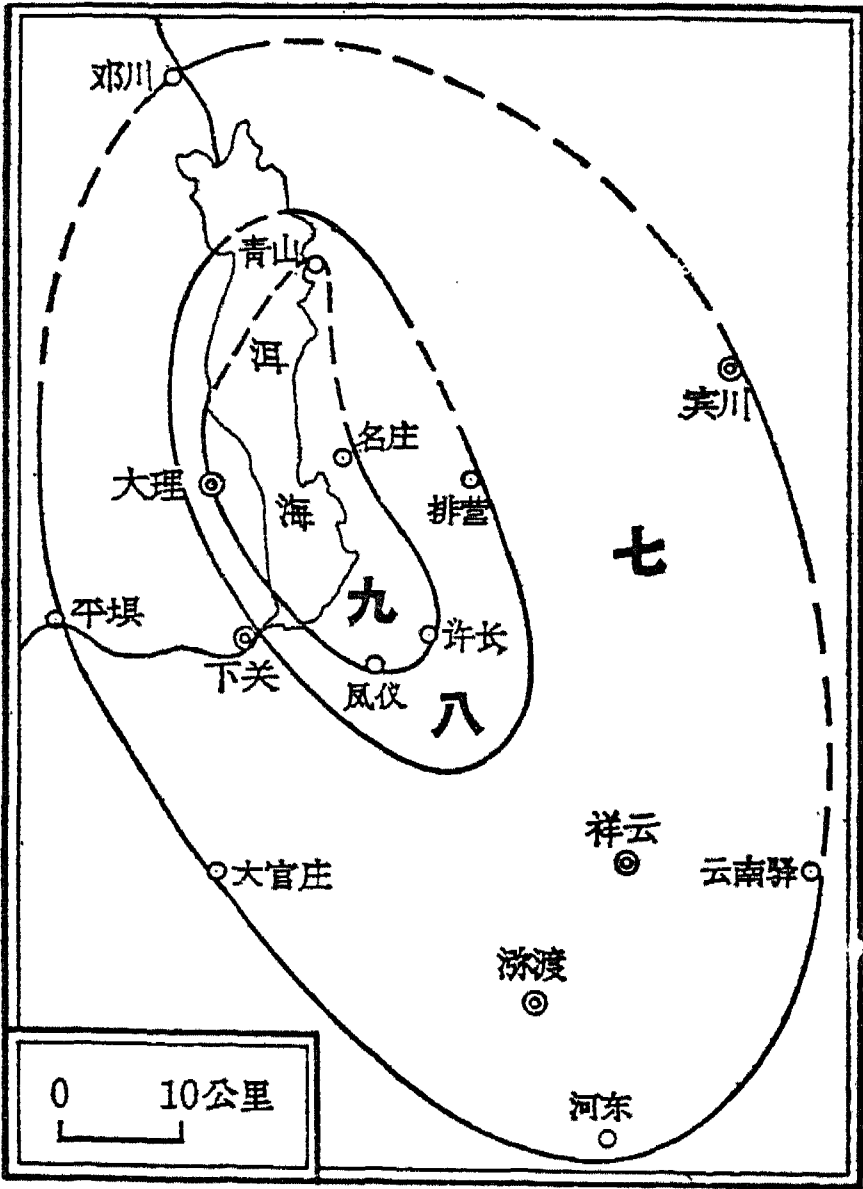 邓川
青山
洱
宾川
名庄
大理
排营
海
七
九
平坝
许长
下关
凤仪
八
祥云
大官庄
云南驿
弥渡
0 10公里
河东